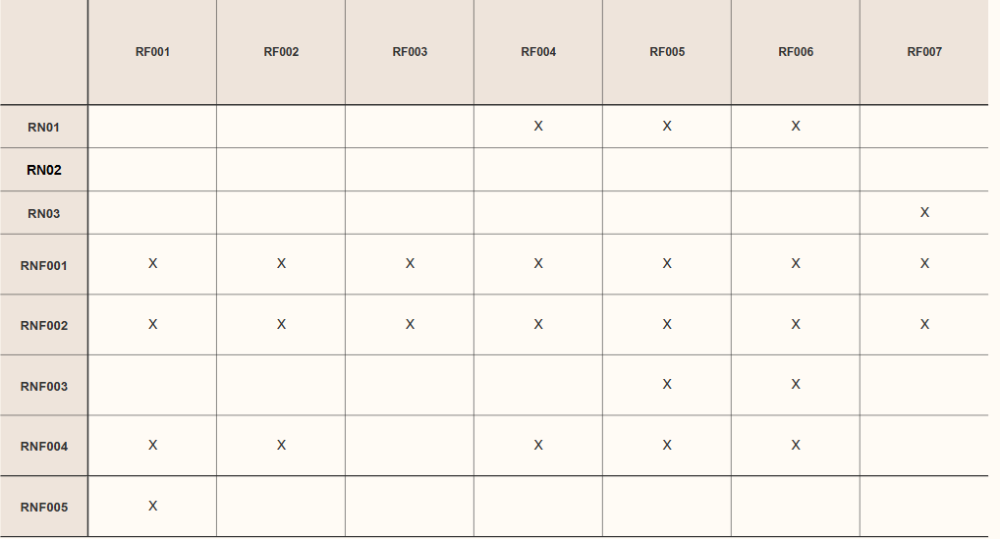 RF001 RF002 RF003 RF004 RF005 RF006 RF007
RN01 X X X
RN02
RN03 X
RNF001 X X X X X X X
RNF002 X X X X X X X
RNF003 X X
RNF004 X X X X X
RNF005 X